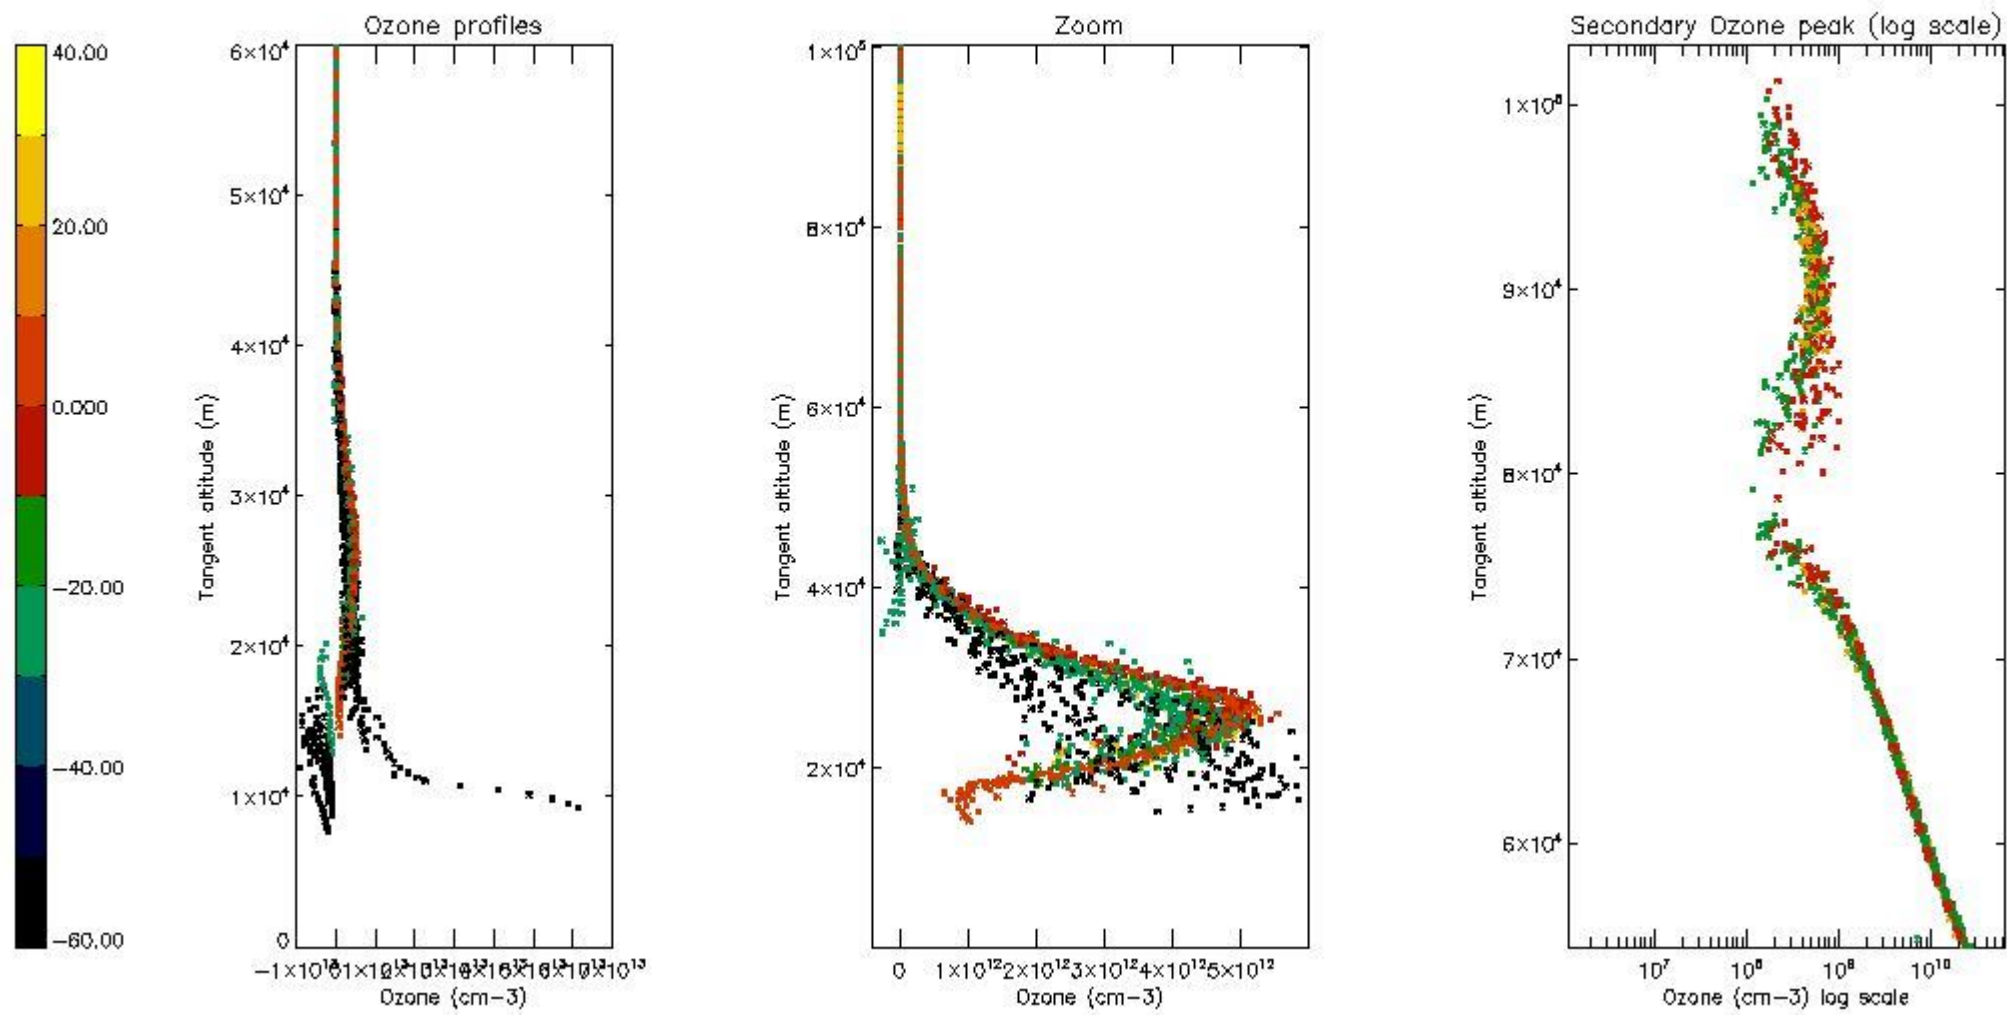 Ozone profiles
Zoom
Secondary Ozone peak (log scale)
40.00
20.00
0.000
−20.00
−40.00
−60.00
6×10⁴
5×10⁴
4×10⁴
3×10⁴
2×10⁴
1×10⁴
0
Tangent altitude (m)
Ozone (cm−3)
1×10⁵
8×10⁴
6×10⁴
4×10⁴
2×10⁴
Tangent altitude (m)
0 1×10¹² 2×10¹² 3×10¹² 4×10¹² 5×10¹²
Ozone (cm−3)
1×10⁵
9×10⁴
8×10⁴
7×10⁴
6×10⁴
Tangent altitude (m)
10⁷ 10⁸ 10⁹ 10¹⁰
Ozone (cm−3) log scale